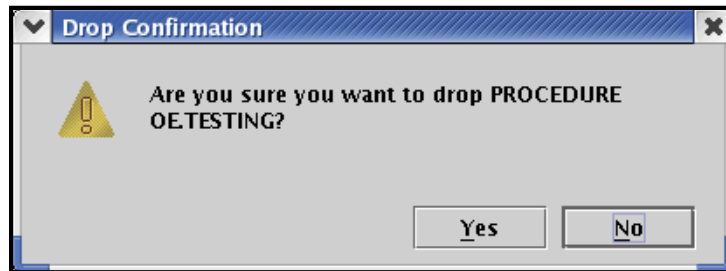 Drop Confirmation
Are you sure you want to drop PROCEDURE
OE.TESTING?
Yes No